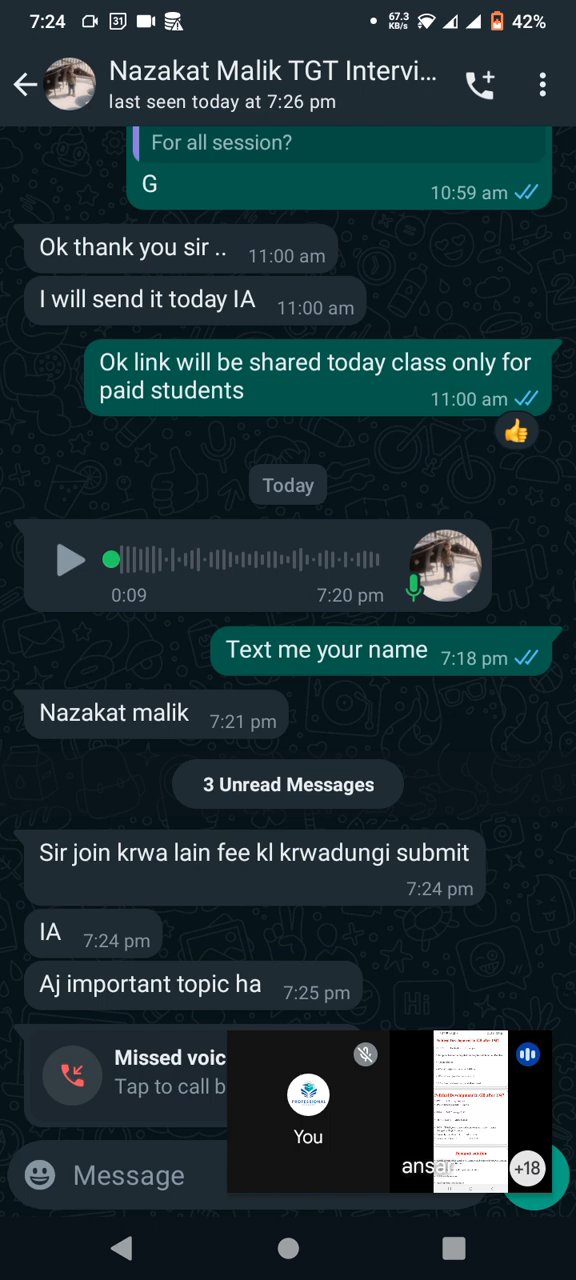 7:24
31
67.3
KB/s
42%
Nazakat Malik TGT Intervi...
last seen today at 7:26 pm
For all session?
G
10:59 am
Ok thank you sir .. 11:00 am
I will send it today IA 11:00 am
Ok link will be shared today class only for
paid students 11:00 am
Today
0:09 7:20 pm
Text me your name 7:18 pm
Nazakat malik 7:21 pm
3 Unread Messages
Sir join krwa lain fee kl krwadungi submit
7:24 pm
IA 7:24 pm
Aj important topic ha 7:25 pm
Missed voic
Tap to call b
PROFESSIONAL
You
ansar
+18
Message